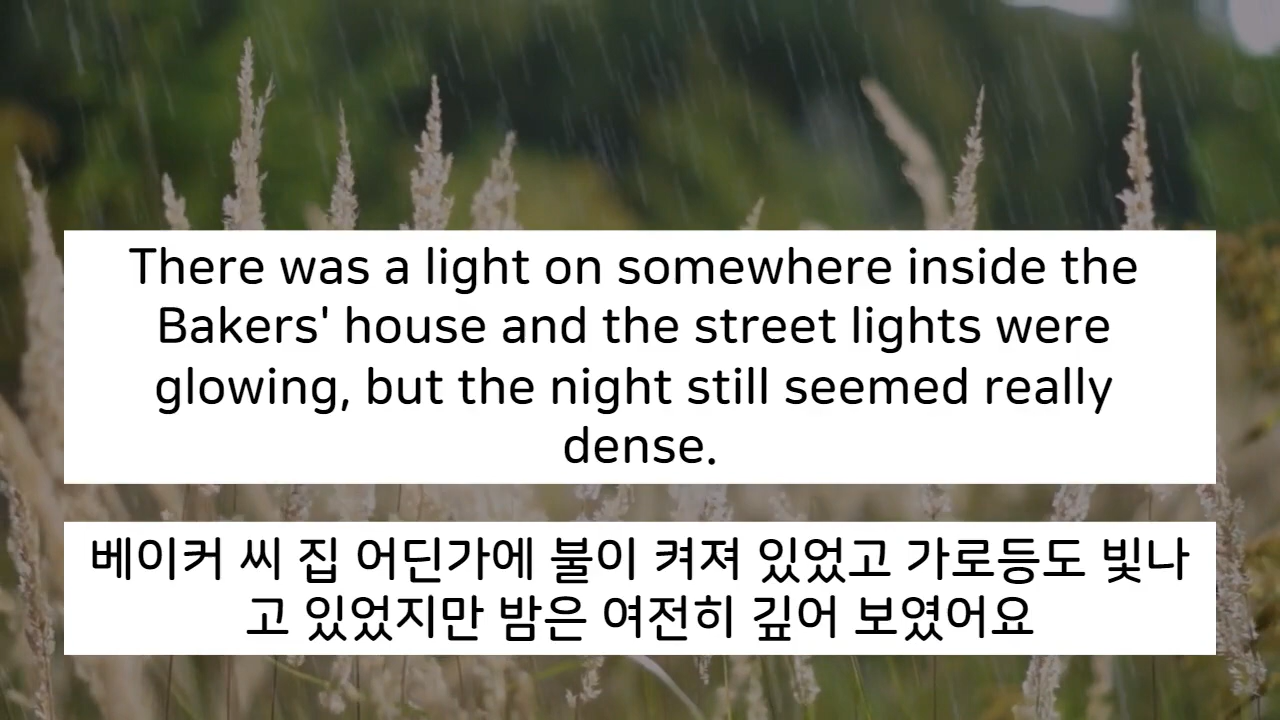 There was a light on somewhere inside the
Bakers' house and the street lights were
glowing, but the night still seemed really
dense.
베이커 씨 집 어딘가에 불이 켜져 있었고 가로등도 빛나
고 있었지만 밤은 여전히 깊어 보였어요